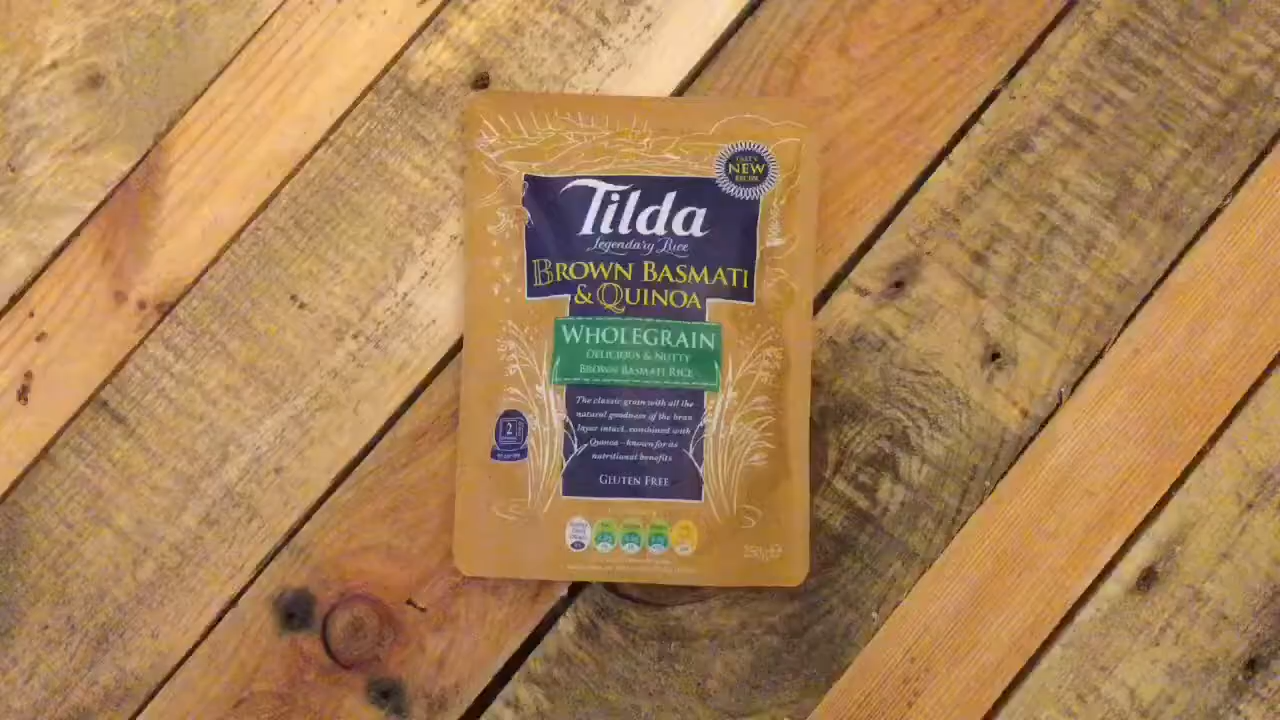 TASTY
NEW
RECIPE
Tilda
Legendary Rice
BROWN BASMATI
& QUINOA
WHOLEGRAIN
DELICIOUS & NUTTY
BROWN BASMATI RICE
The classic grain with all the
natural goodness of the bran
layer intact, combined with
Quinoa – known for its
nutritional benefits
2
GLUTEN FREE
250g e